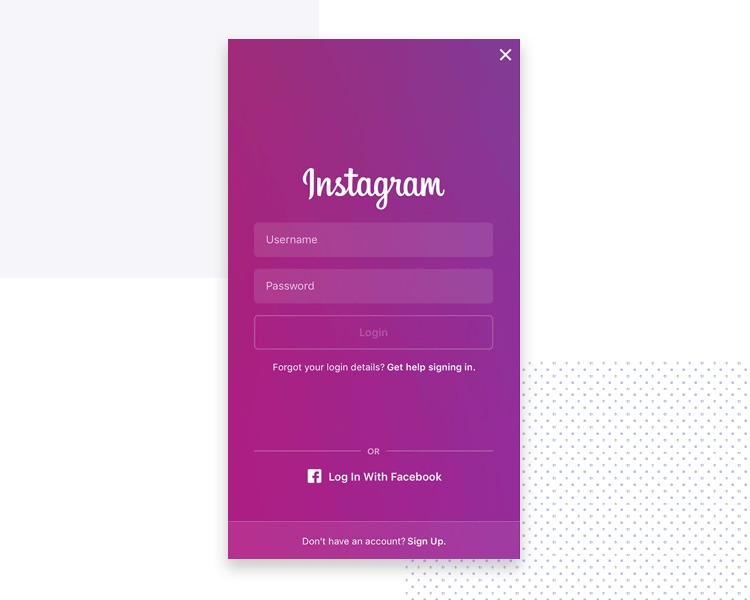 Instagram
Username
Password
Login
Forgot your login details? Get help signing in.
OR
Log In With Facebook
Don't have an account? Sign Up.